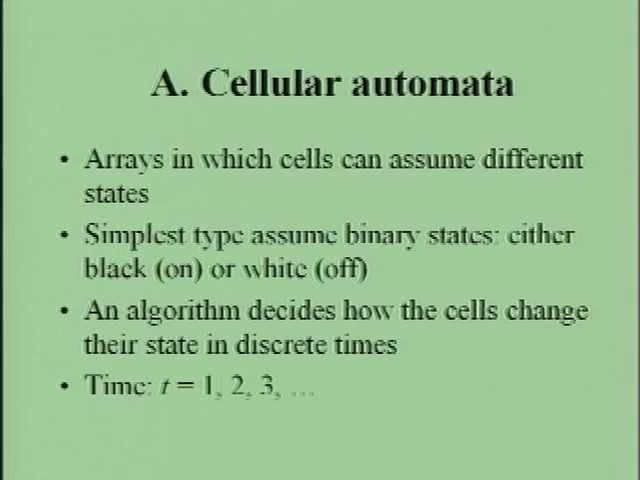 A. Cellular automata
• Arrays in which cells can assume different
states
• Simplest type assume binary states: either
black (on) or white (off)
• An algorithm decides how the cells change
their state in discrete times
• Time: t = 1, 2, 3, …